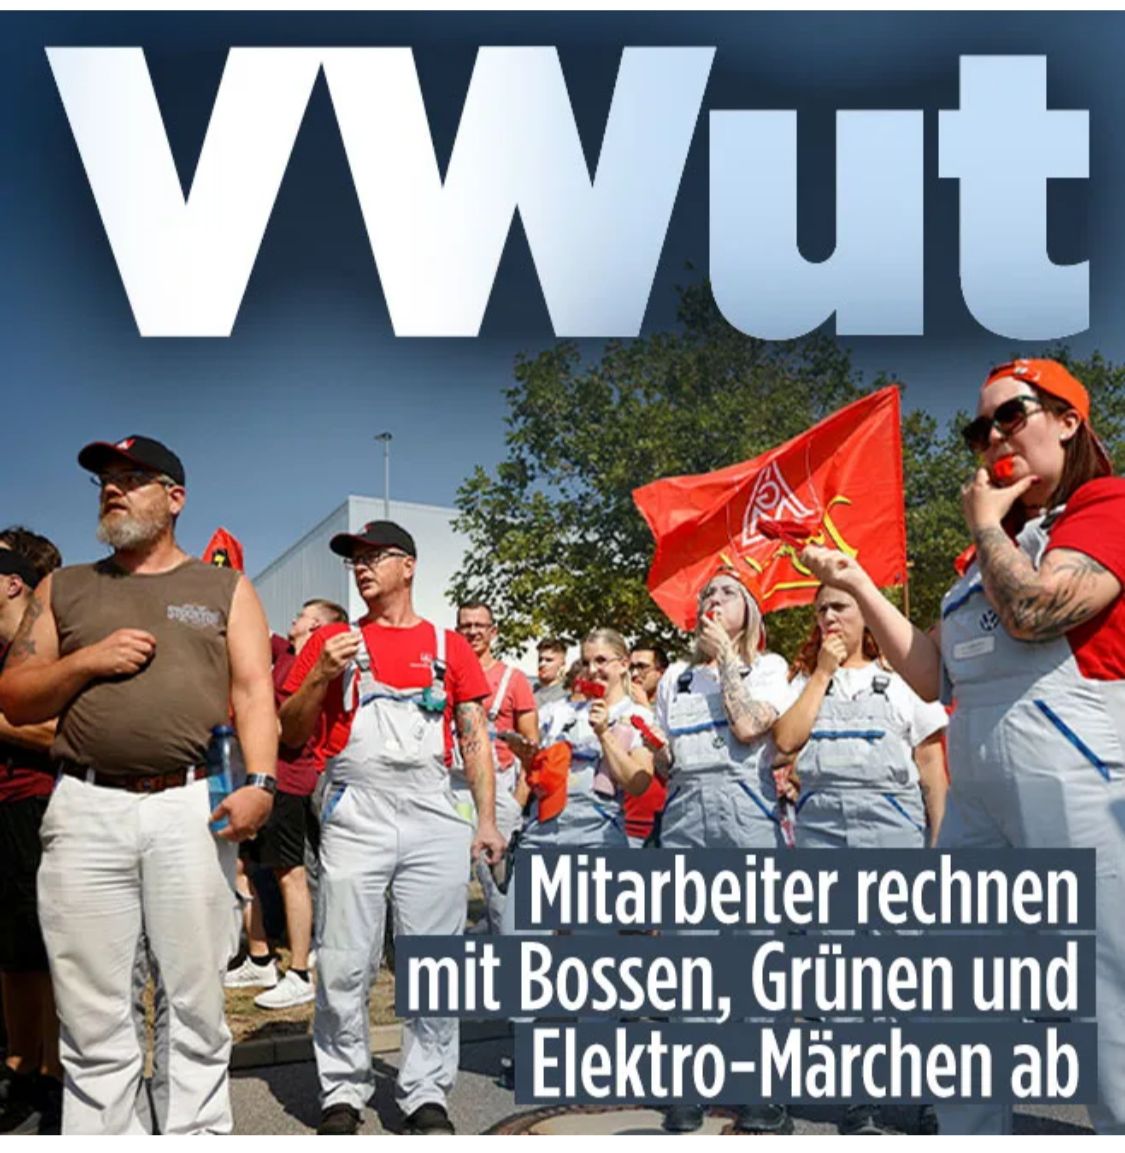 VWut
Mitarbeiter rechnen
mit Bossen, Grünen und
Elektro-Märchen ab